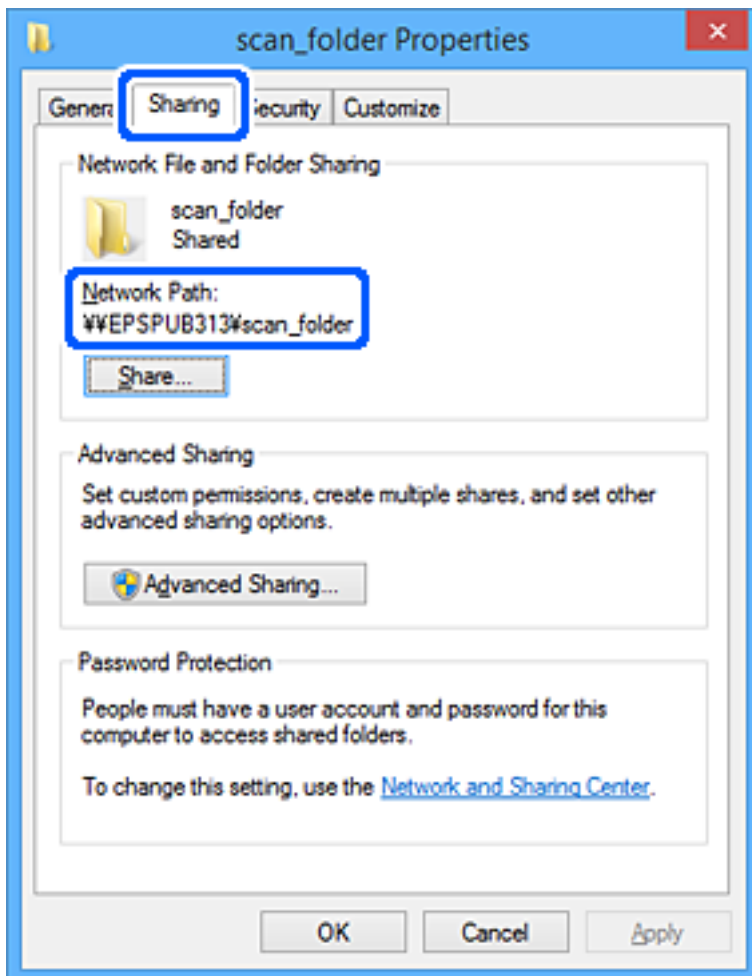 scan_folder Properties
Sharing
Customize
Network File and Folder Sharing
scan_folder
Shared
Network Path:
¥¥EPSPUB313¥scan_folder
Share...
Advanced Sharing
Set custom permissions, create multiple shares, and set other
advanced sharing options.
Advanced Sharing...
Password Protection
People must have a user account and password for this
computer to access shared folders.
To change this setting, use the Network and Sharing Center.
OK
Cancel
Apply